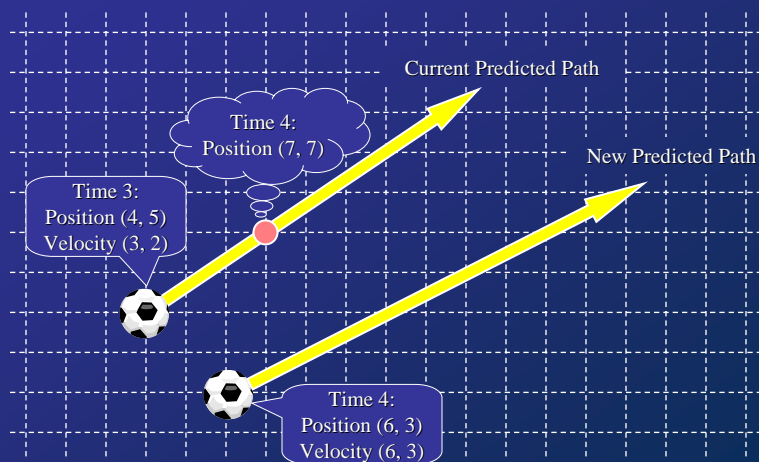 Current Predicted Path
Time 4:
Position (7, 7)
New Predicted Path
Time 3:
Position (4, 5)
Velocity (3, 2)
Time 4:
Position (6, 3)
Velocity (6, 3)